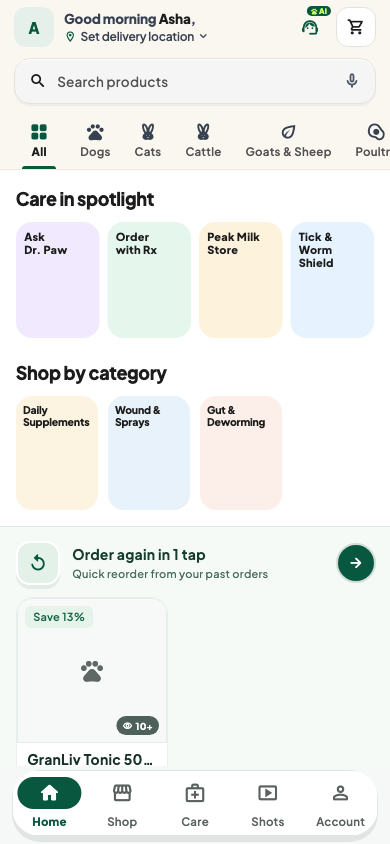 A
Good morning Asha,
Set delivery location
AI
Search products
All
Dogs
Cats
Cattle
Goats & Sheep
Poultr
Care in spotlight
Ask
Dr. Paw
Order
with Rx
Peak Milk
Store
Tick &
Worm
Shield
Shop by category
Daily
Supplements
Wound &
Sprays
Gut &
Deworming
Order again in 1 tap
Quick reorder from your past orders
Save 13%
10+
GranLiv Tonic 50...
Home
Shop
Care
Shots
Account